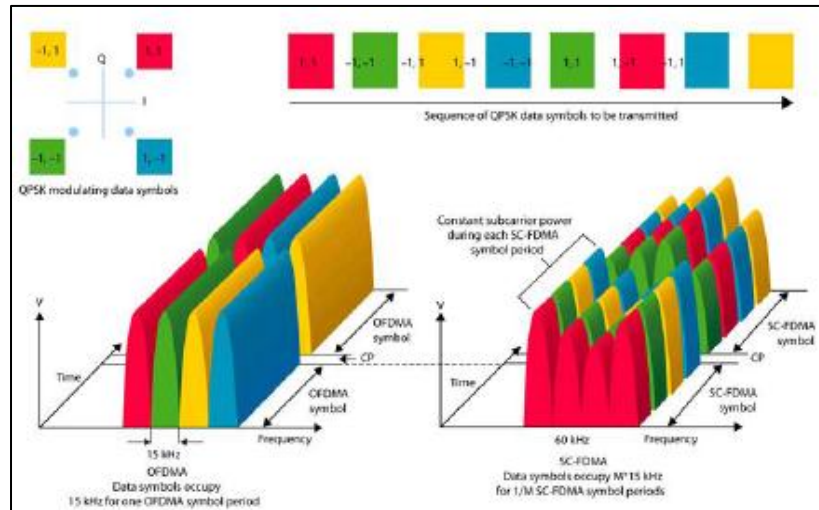 -1, 1
1, 1
Q
I
-1, -1
1, -1
QPSK modulating data symbols
1, 1
-1, -1
-1, 1
1, -1
-1, -1
1, 1
1, -1
-1, 1
Sequence of QPSK data symbols to be transmitted
Constant subcarrier power
during each SC-FDMA
symbol period
V
Time
OFDMA
symbol
CP
OFDMA
symbol
15 kHz
Frequency
OFDMA
Data symbols occupy
15 kHz for one OFDMA symbol period
V
Time
SC-FDMA
symbol
CP
SC-FDMA
symbol
60 kHz
Frequency
SC-FDMA
Data symbols occupy M*15 kHz
for 1/M SC-FDMA symbol periods